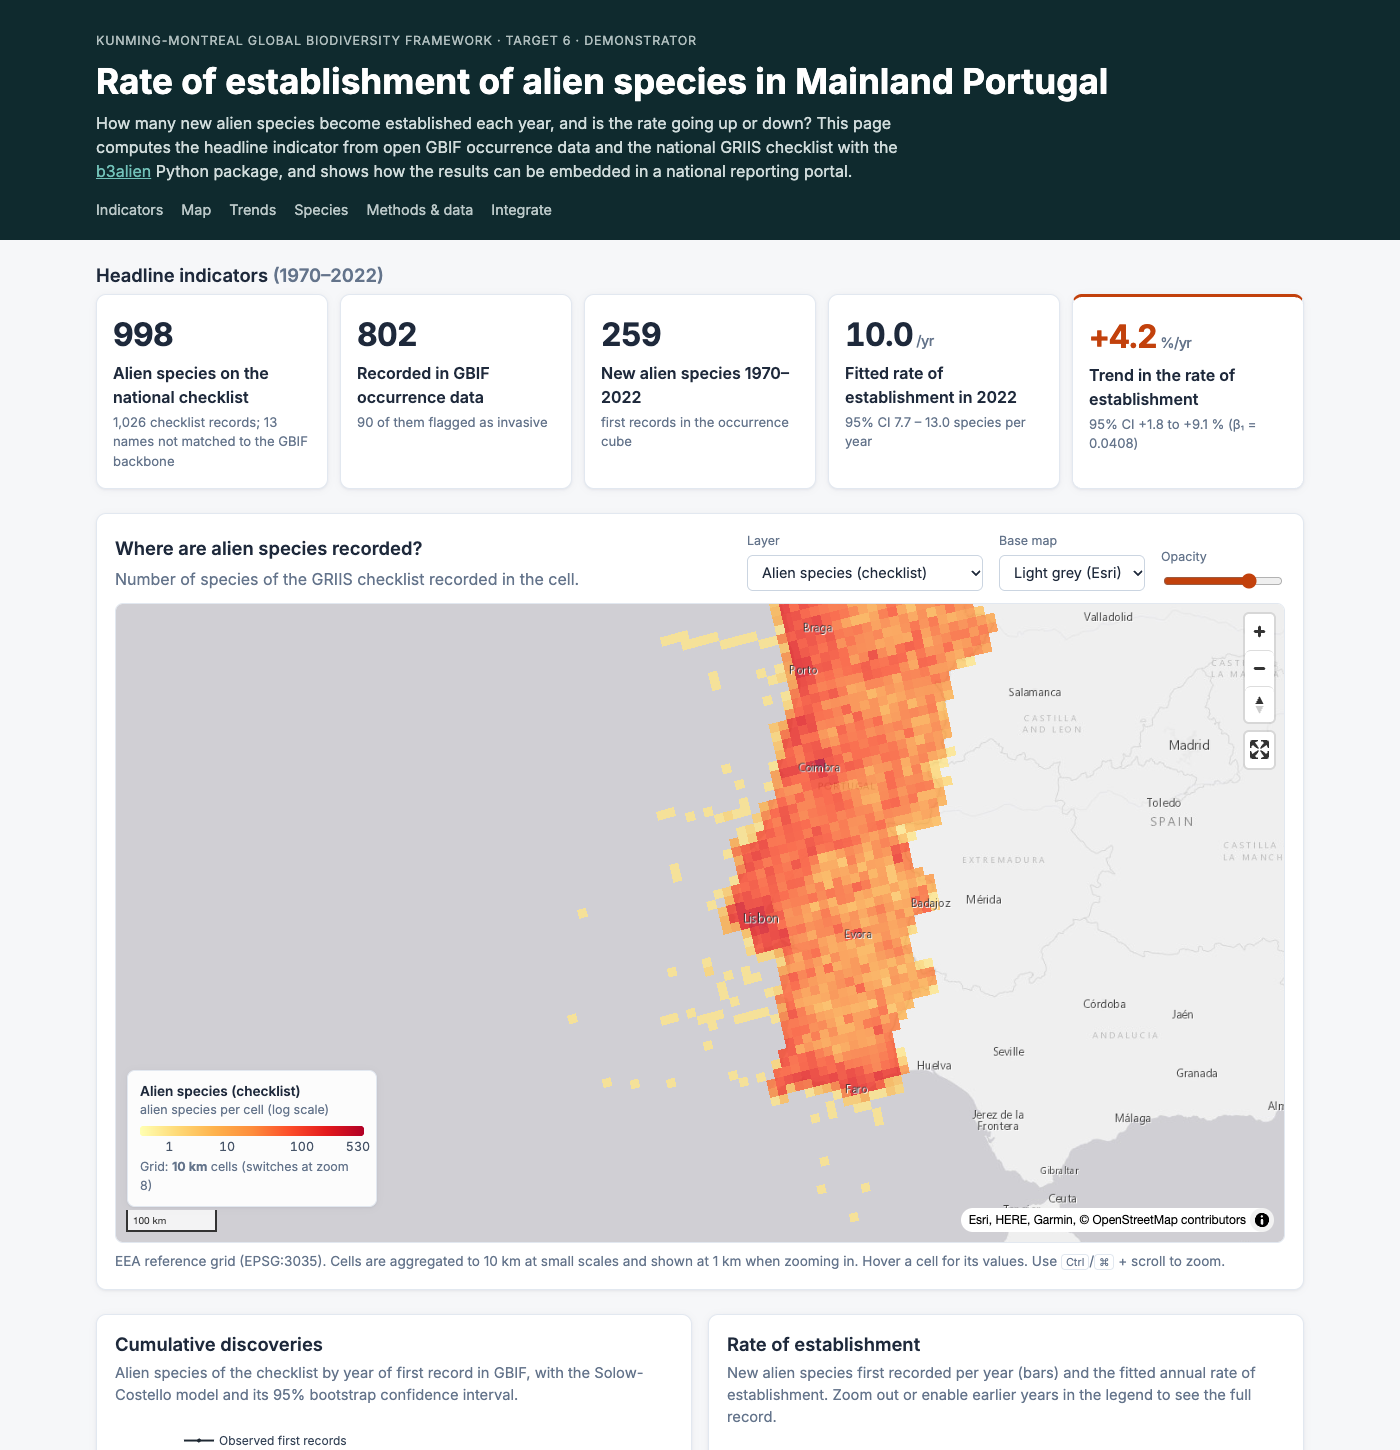 KUNMING-MONTREAL GLOBAL BIODIVERSITY FRAMEWORK · TARGET 6 · DEMONSTRATOR
Rate of establishment of alien species in Mainland Portugal
How many new alien species become established each year, and is the rate going up or down? This page
computes the headline indicator from open GBIF occurrence data and the national GRIIS checklist with the
b3alien Python package, and shows how the results can be embedded in a national reporting portal.
Indicators Map Trends Species Methods & data Integrate
Headline indicators (1970–2022)
998
Alien species on the
national checklist
1,026 checklist records; 13
names not matched to the GBIF
backbone
802
Recorded in GBIF
occurrence data
90 of them flagged as invasive
259
New alien species 1970–
2022
first records in the occurrence
cube
10.0 /yr
Fitted rate of
establishment in 2022
95% CI 7.7 – 13.0 species per
year
+4.2 %/yr
Trend in the rate of
establishment
95% CI +1.8 to +9.1 % (β₁ =
0.0408)
Where are alien species recorded?
Number of species of the GRIIS checklist recorded in the cell.
Layer
Alien species (checklist)
Base map
Light grey (Esri)
Opacity
Braga
Valladolid
Porto
Salamanca
CASTILLA
AND LEON
Madrid
Coimbra
Toledo
SPAIN
EXTREMADURA
CASTILLA
LA MANCH
Badajoz
Mérida
Lisbon
Evora
Córdoba
Jaén
ANDALUCIA
Seville
Huelva
Granada
Faro
Jerez de la
Frontera
Málaga
Alm
Gibraltar
Ceuta
Alien species (checklist)
alien species per cell (log scale)
1 10 100 530
Grid: 10 km cells (switches at zoom
8)
100 km
Esri, HERE, Garmin, © OpenStreetMap contributors
EEA reference grid (EPSG:3035). Cells are aggregated to 10 km at small scales and shown at 1 km when zooming in. Hover a cell for its values. Use Ctrl/⌘ + scroll to zoom.
Cumulative discoveries
Alien species of the checklist by year of first record in GBIF, with the Solow-
Costello model and its 95% bootstrap confidence interval.
Observed first records
Rate of establishment
New alien species first recorded per year (bars) and the fitted annual rate of
establishment. Zoom out or enable earlier years in the legend to see the full
record.